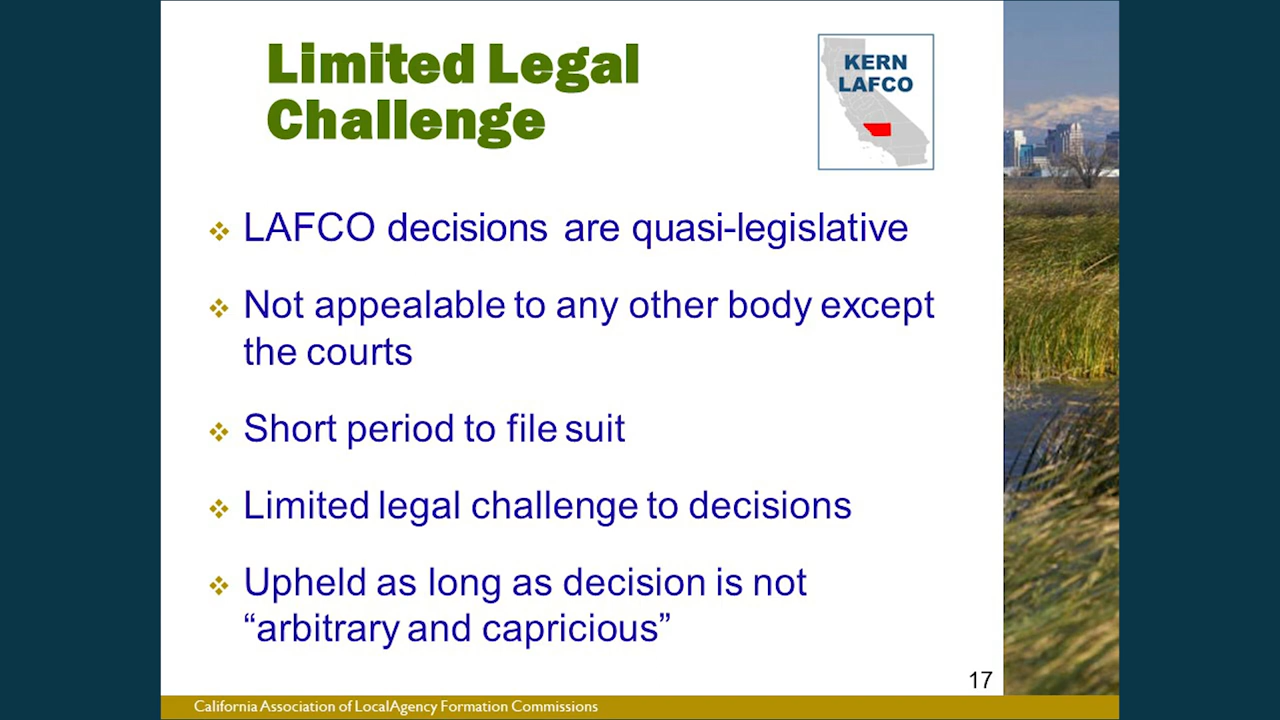 Limited Legal
Challenge
KERN
LAFCO
LAFCO decisions are quasi-legislative
Not appealable to any other body except
the courts
Short period to file suit
Limited legal challenge to decisions
Upheld as long as decision is not
“arbitrary and capricious”
17
California Association of LocalAgency Formation Commissions